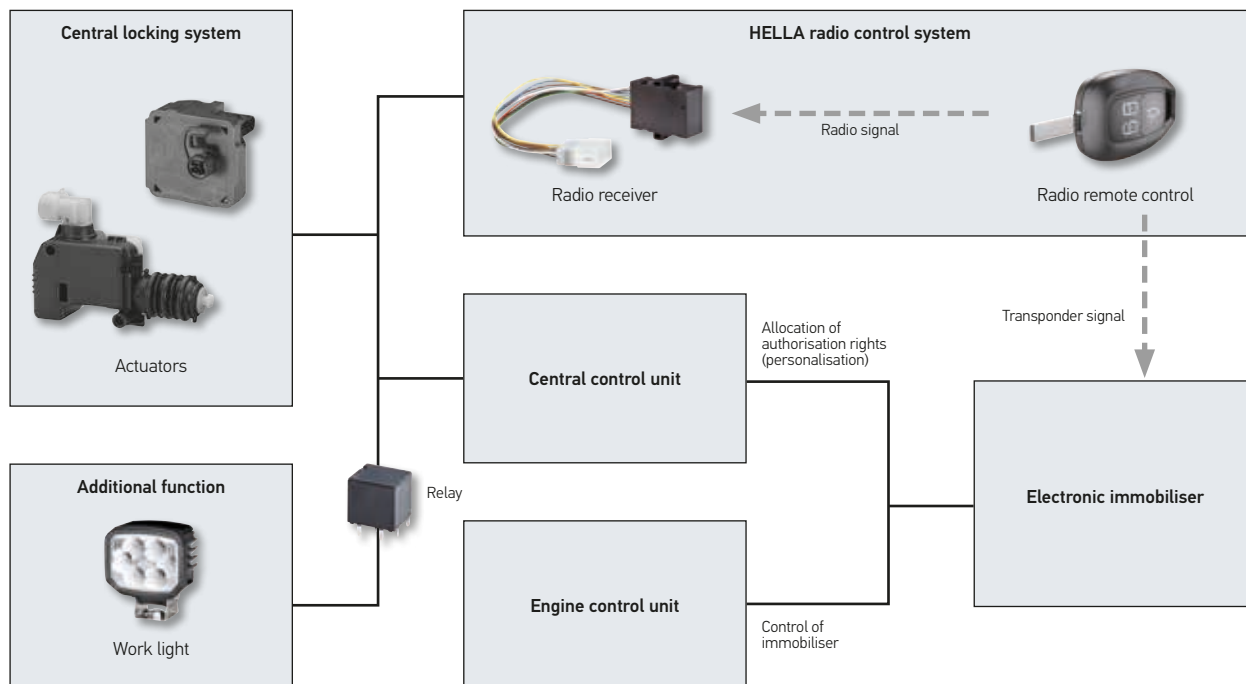 Central locking system
Actuators
HELLA radio control system
Radio signal
Radio receiver
Radio remote control
Transponder signal
Central control unit
Allocation of
authorisation rights
(personalisation)
Additional function
Work light
Relay
Engine control unit
Control of
immobiliser
Electronic immobiliser